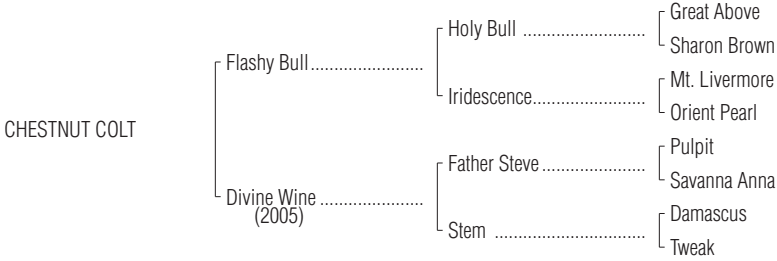 Great Above
Holy Bull ..............................
Sharon Brown
Flashy Bull...........................
Mt. Livermore
Iridescence............................
Orient Pearl
CHESTNUT COLT
Pulpit
Father Steve .........................
Savanna Anna
Divine Wine .........................
(2005)
Damascus
Stem ....................................
Tweak